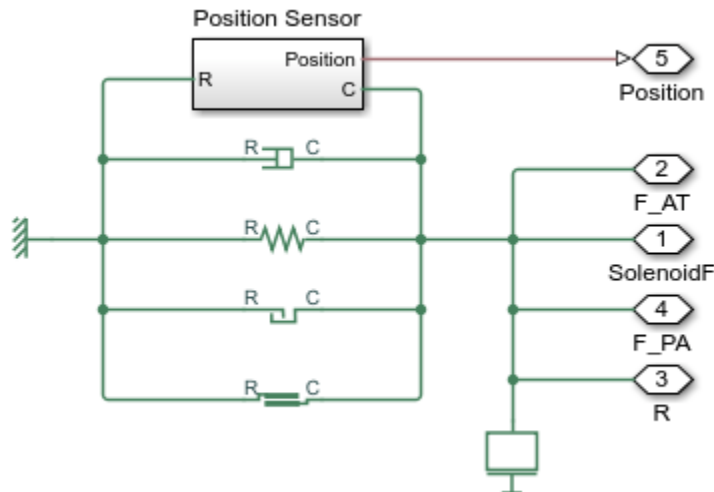 Position Sensor
Position
R
C
5
Position
R C
2
F_AT
R C
1
SolenoidF
R C
4
F_PA
R C
3
R